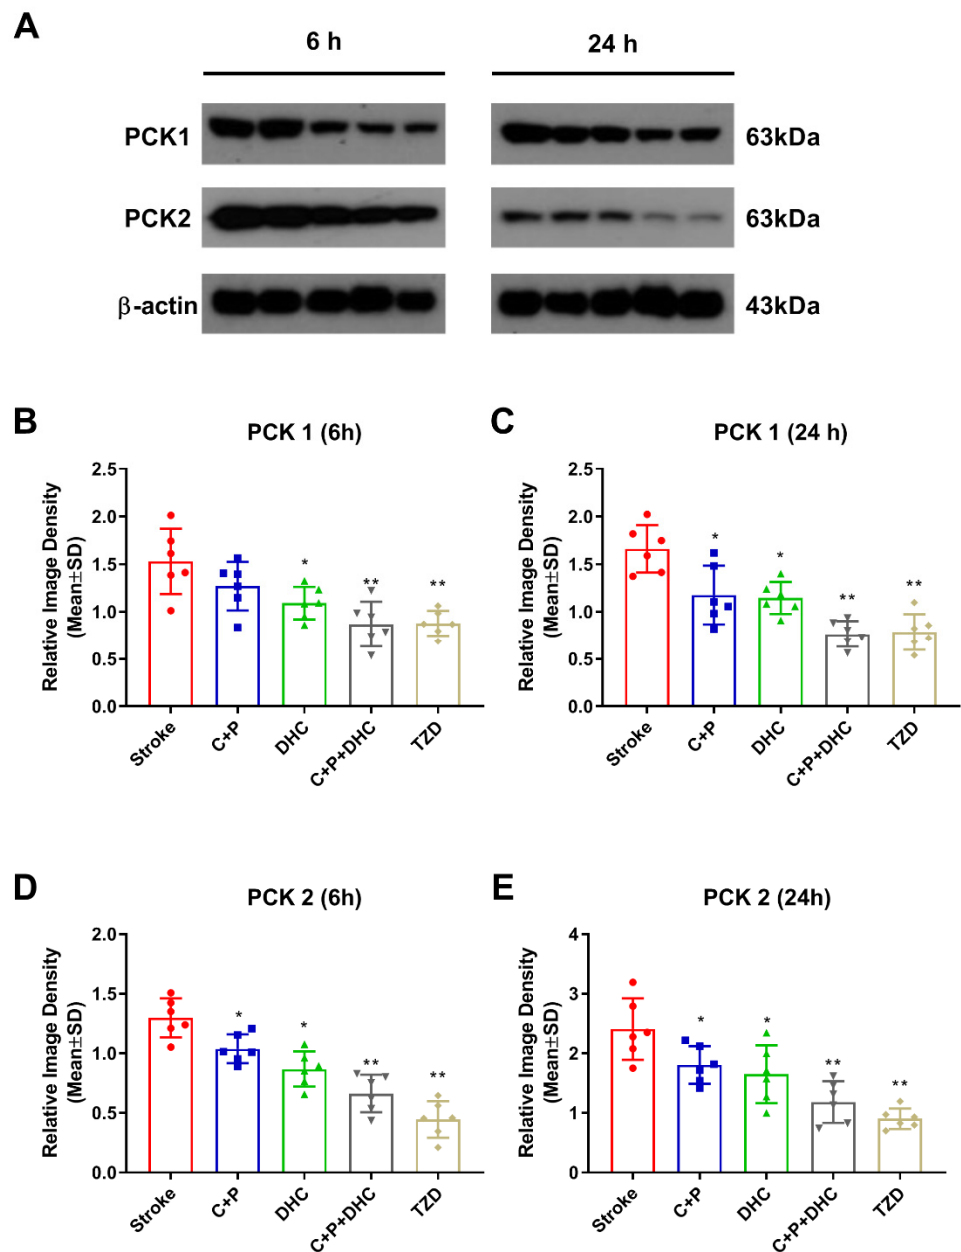 A
6 h
24 h
PCK1
63kDa
PCK2
63kDa
β-actin
43kDa
B
PCK 1 (6h)
Relative Image Density
(Mean±SD)
2.5
2.0
1.5
1.0
0.5
0.0
*
**
**
Stroke
C+P
DHC
C+P+DHC
TZD
C
PCK 1 (24 h)
Relative Image Density
(Mean±SD)
2.5
2.0
1.5
1.0
0.5
0.0
*
*
**
**
Stroke
C+P
DHC
C+P+DHC
TZD
D
PCK 2 (6h)
Relative Image Density
(Mean±SD)
2.0
1.5
1.0
0.5
0.0
*
*
**
**
Stroke
C+P
DHC
C+P+DHC
TZD
E
PCK 2 (24h)
Relative Image Density
(Mean±SD)
4
3
2
1
0
*
*
**
**
Stroke
C+P
DHC
C+P+DHC
TZD